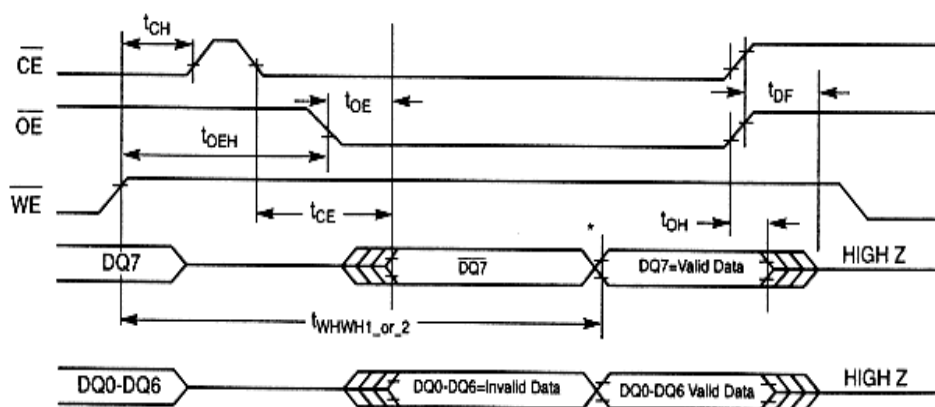 tCH
CE
tOE
tDF
OE
tOEH
WE
tCE
tOH
*
DQ7
DQ7
DQ7=Valid Data
HIGH Z
tWHWH1_or_2
DQ0-DQ6
DQ0-DQ6=Invalid Data
DQ0-DQ6 Valid Data
HIGH Z